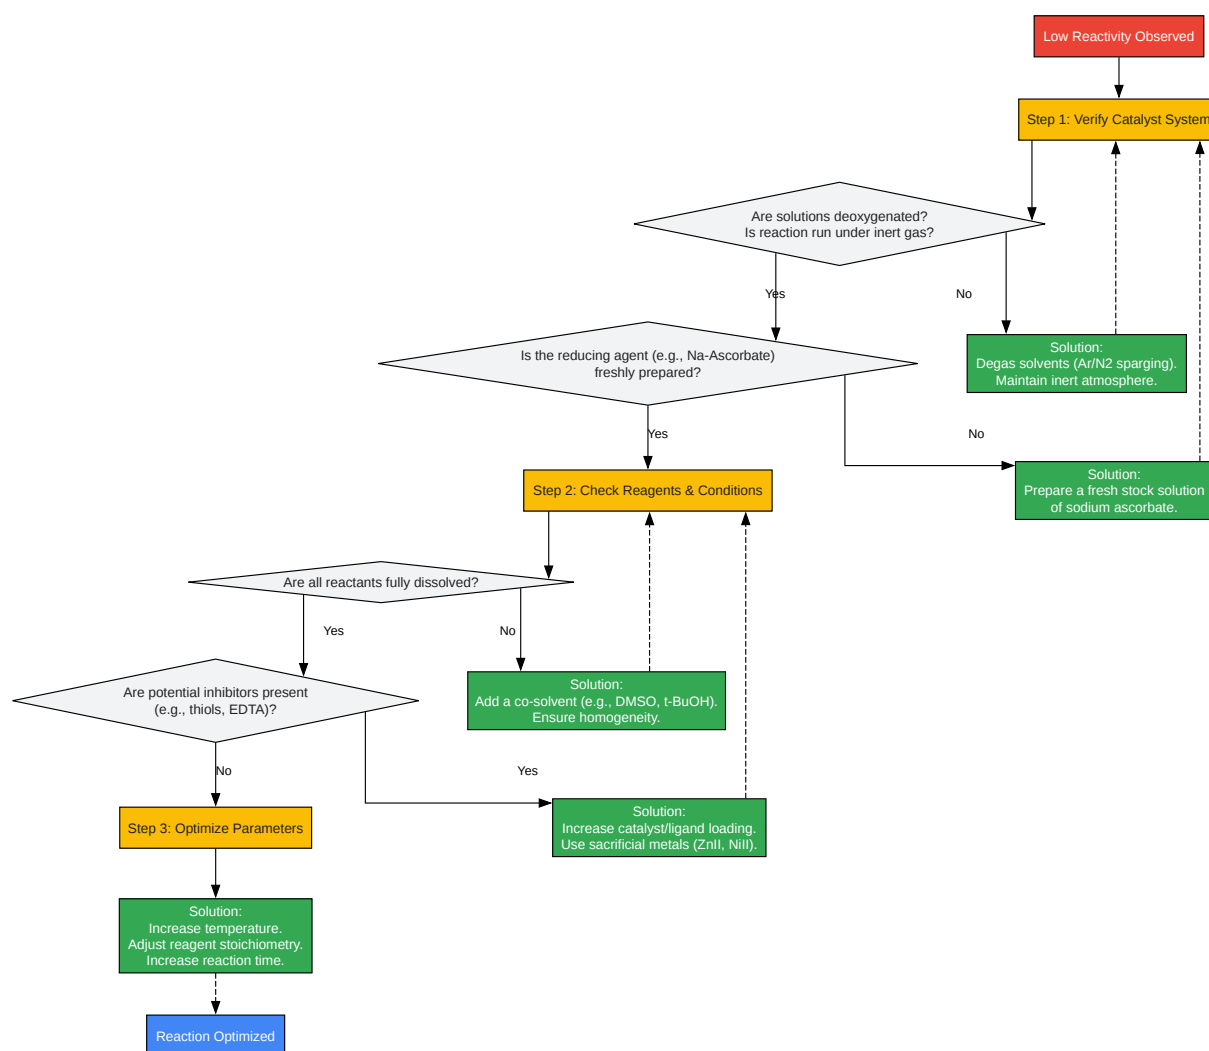 Low Reactivity Observed
Step 1: Verify Catalyst System
Are solutions deoxygenated?
Is reaction run under inert gas?
Yes
No
Solution:
Degas solvents (Ar/N2 sparging).
Maintain inert atmosphere.
Is the reducing agent (e.g., Na-Ascorbate)
freshly prepared?
Yes
No
Solution:
Prepare a fresh stock solution
of sodium ascorbate.
Step 2: Check Reagents & Conditions
Are all reactants fully dissolved?
Yes
No
Solution:
Add a co-solvent (e.g., DMSO, t-BuOH).
Ensure homogeneity.
Are potential inhibitors present
(e.g., thiols, EDTA)?
No
Yes
Solution:
Increase catalyst/ligand loading.
Use sacrificial metals (ZnII, NiII).
Step 3: Optimize Parameters
Solution:
Increase temperature.
Adjust reagent stoichiometry.
Increase reaction time.
Reaction Optimized